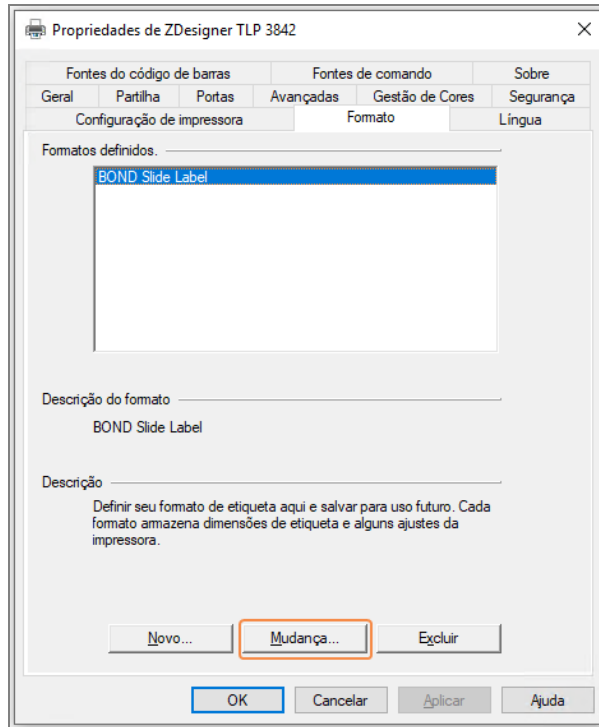 Propriedades de ZDesigner TLP 3842
Fontes do código de barras Fontes de comando Sobre
Geral Partilha Portas Avançadas Gestão de Cores Segurança
Configuração de impressora Formato Língua
Formatos definidos.
BOND Slide Label
Descrição do formato
BOND Slide Label
Descrição
Definir seu formato de etiqueta aqui e salvar para uso futuro. Cada
formato armazena dimensões de etiqueta e alguns ajustes da
impressora.
Novo... Mudança... Excluir
OK Cancelar Aplicar Ajuda